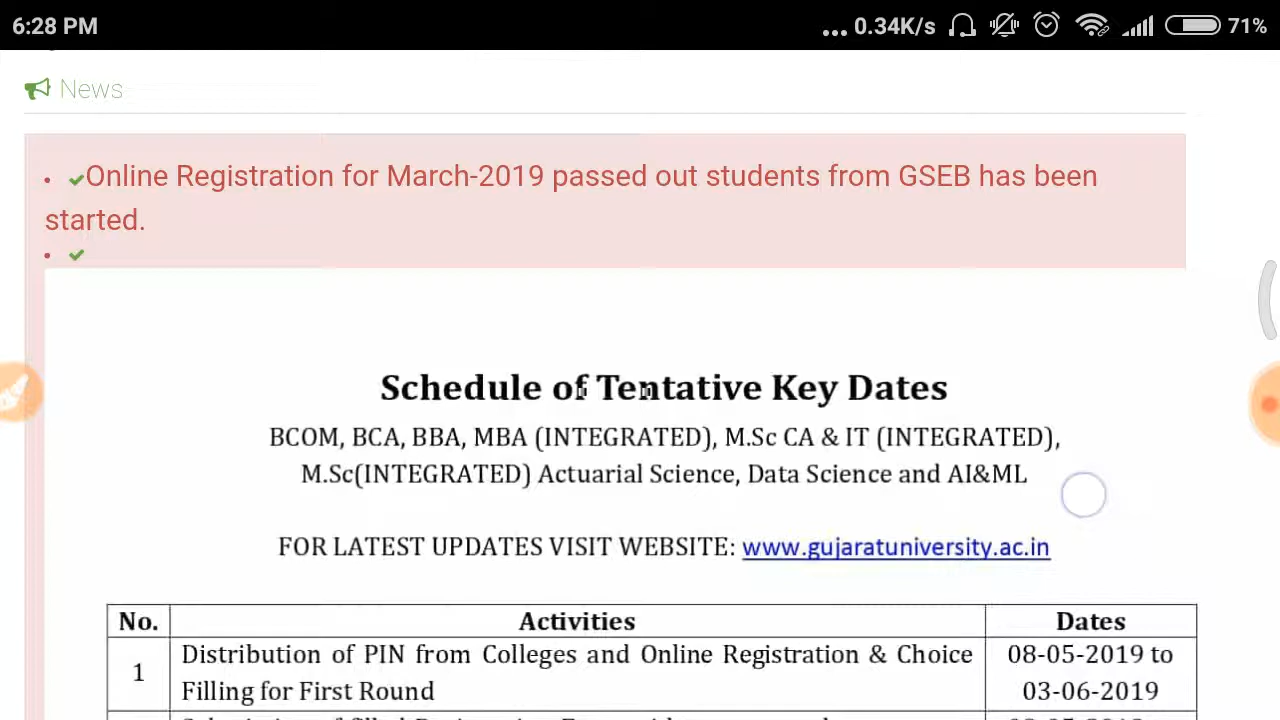 6:28 PM
... 0.34K/s 71%
News
Online Registration for March-2019 passed out students from GSEB has been
started.
Schedule of Tentative Key Dates
BCOM, BCA, BBA, MBA (INTEGRATED), M.Sc CA & IT (INTEGRATED),
M.Sc(INTEGRATED) Actuarial Science, Data Science and AI&ML
FOR LATEST UPDATES VISIT WEBSITE: www.gujaratuniversity.ac.in
No. Activities Dates
1 Distribution of PIN from Colleges and Online Registration & Choice 08-05-2019 to
Filling for First Round 03-06-2019